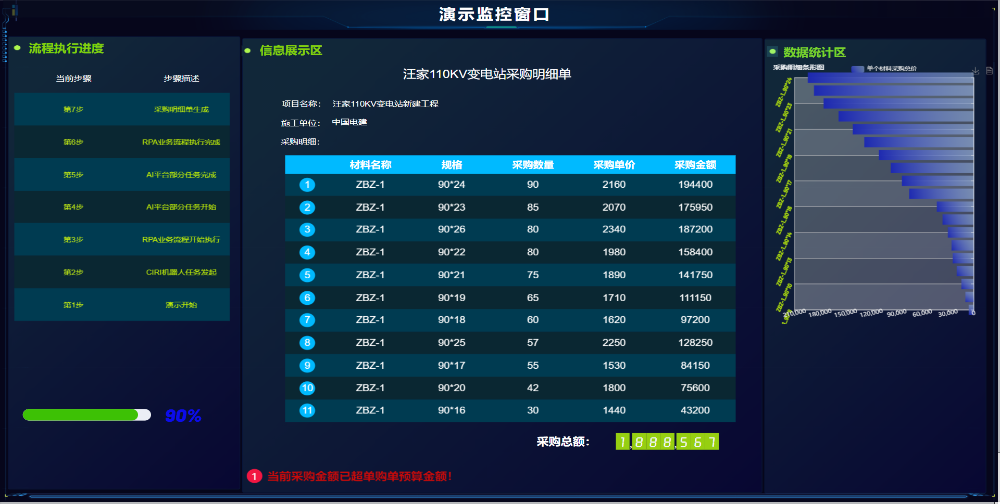 演示监控窗口
流程执行进度
当前步骤 步骤描述
第7步 采购明细单生成
第6步 RPA业务流程执行完成
第5步 AI平台部分任务完成
第4步 AI平台部分任务开始
第3步 RPA业务流程开始执行
第2步 CIRI机器人任务发起
第1步 演示开始
90%
信息展示区
汪家110KV变电站采购明细单
项目名称： 汪家110KV变电站新建工程
施工单位： 中国电建
采购明细：
材料名称 规格 采购数量 采购单价 采购金额
1 ZBZ-1 90*24 90 2160 194400
2 ZBZ-1 90*23 85 2070 175950
3 ZBZ-1 90*26 80 2340 187200
4 ZBZ-1 90*22 80 1980 158400
5 ZBZ-1 90*21 75 1890 141750
6 ZBZ-1 90*19 65 1710 111150
7 ZBZ-1 90*18 60 1620 97200
8 ZBZ-1 90*25 57 2250 128250
9 ZBZ-1 90*17 55 1530 84150
10 ZBZ-1 90*20 42 1800 75600
11 ZBZ-1 90*16 30 1440 43200
采购总额： 1,888,567
1 当前采购金额已超单购单预算金额！
数据统计区
采购明细条形图
单个材料采购总价
ZBZ-1_90*24
ZBZ-1_90*23
ZBZ-1_90*21
ZBZ-1_90*19
ZBZ-1_90*17
ZBZ-1_90*16
ZBZ-1_90*14
ZBZ-1_90*13
ZBZ-1_90*10
210,000 180,000 150,000 120,000 90,000 60,000 30,000 0